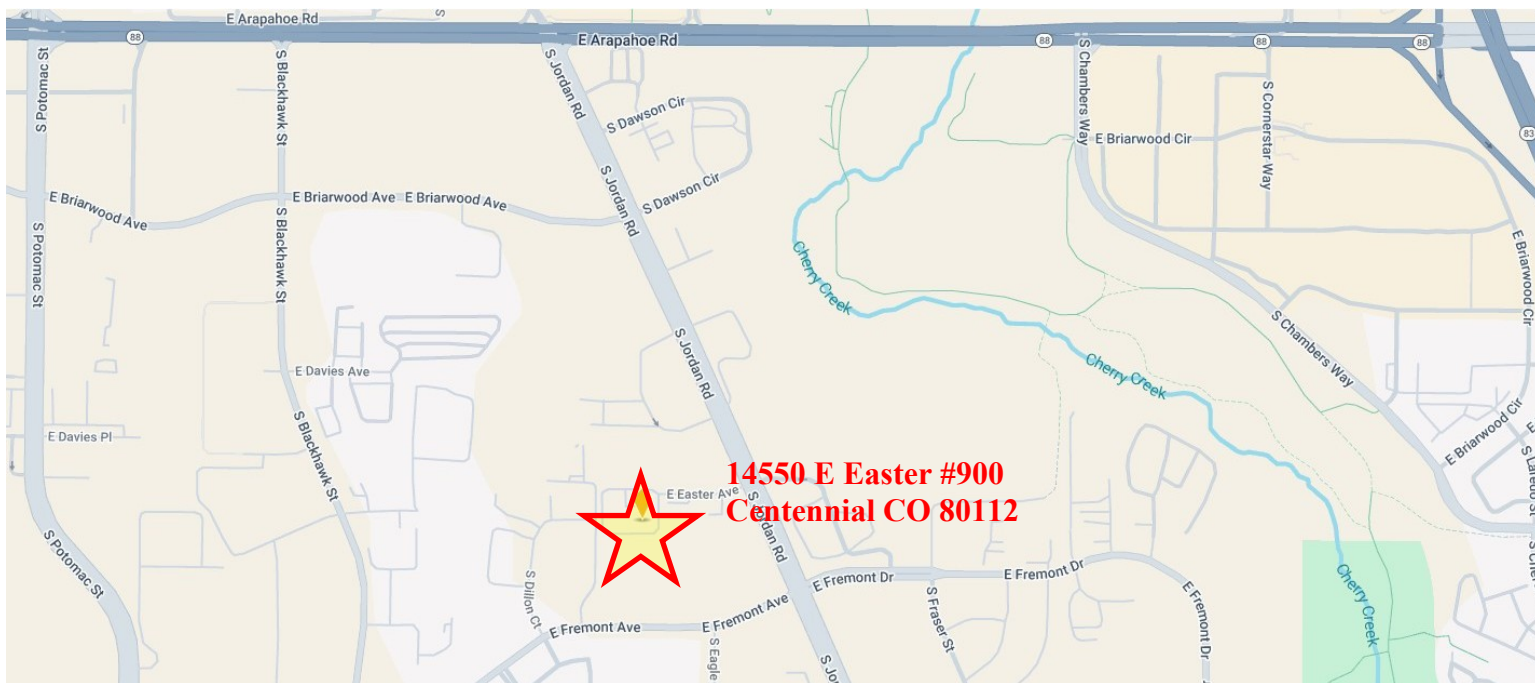 E Arapahoe Rd
S
88
E Arapahoe Rd
88
88
88
83
S Potomac St
S Blackhawk St
S Jordan Rd
S Dawson Cir
S Chambers Way
S Cornerstar Way
E Briarwood Cir
E Briarwood Ave
E Briarwood Ave
E Briarwood Ave
S Jordan Rd
S Dawson Cir
S Potomac St
S Blackhawk St
Cherry Creek
E Briarwood Cir
S Jordan Rd
S Chambers Way
E Davies Ave
Cherry Creek
E Davies Pl
S Blackhawk St
E Briarwood Cir
14550 E Easter #900
Centennial CO 80112
E Easter Ave
S Jordan Rd
S Potomac St
S Dillon Ct
E Fremont Dr
E Fremont Dr
E Fremont Dr
Cherry Creek
E Fremont Ave
E Fremont Ave
S Fraser St
S Eagle